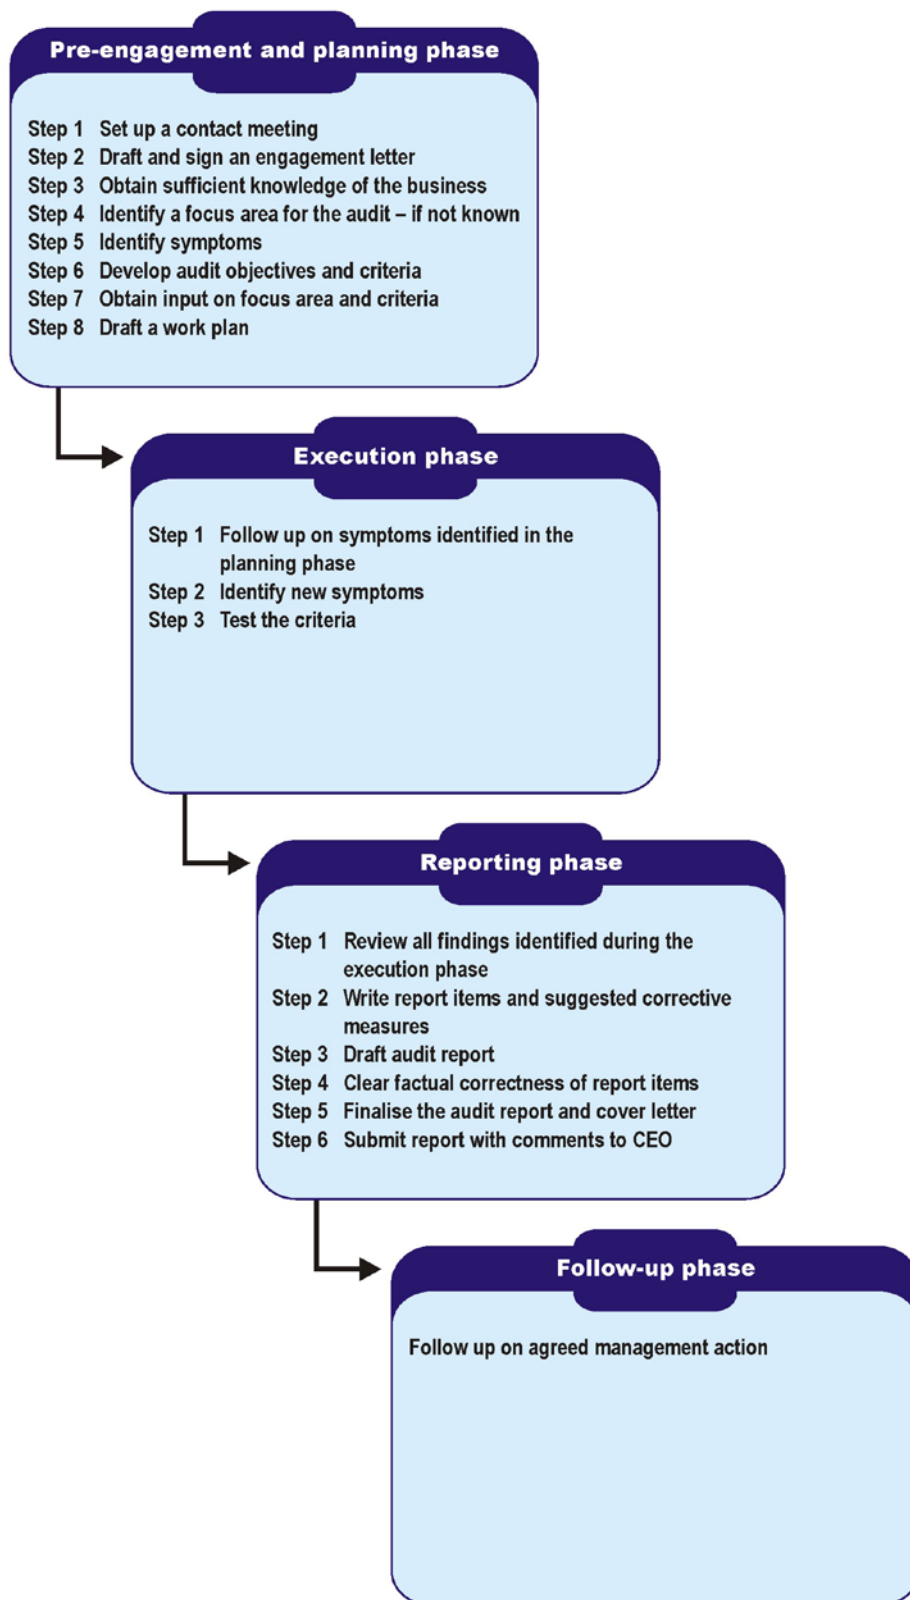 Pre-engagement and planning phase
Step 1 Set up a contact meeting
Step 2 Draft and sign an engagement letter
Step 3 Obtain sufficient knowledge of the business
Step 4 Identify a focus area for the audit – if not known
Step 5 Identify symptoms
Step 6 Develop audit objectives and criteria
Step 7 Obtain input on focus area and criteria
Step 8 Draft a work plan
Execution phase
Step 1 Follow up on symptoms identified in the
planning phase
Step 2 Identify new symptoms
Step 3 Test the criteria
Reporting phase
Step 1 Review all findings identified during the
execution phase
Step 2 Write report items and suggested corrective
measures
Step 3 Draft audit report
Step 4 Clear factual correctness of report items
Step 5 Finalise the audit report and cover letter
Step 6 Submit report with comments to CEO
Follow-up phase
Follow up on agreed management action